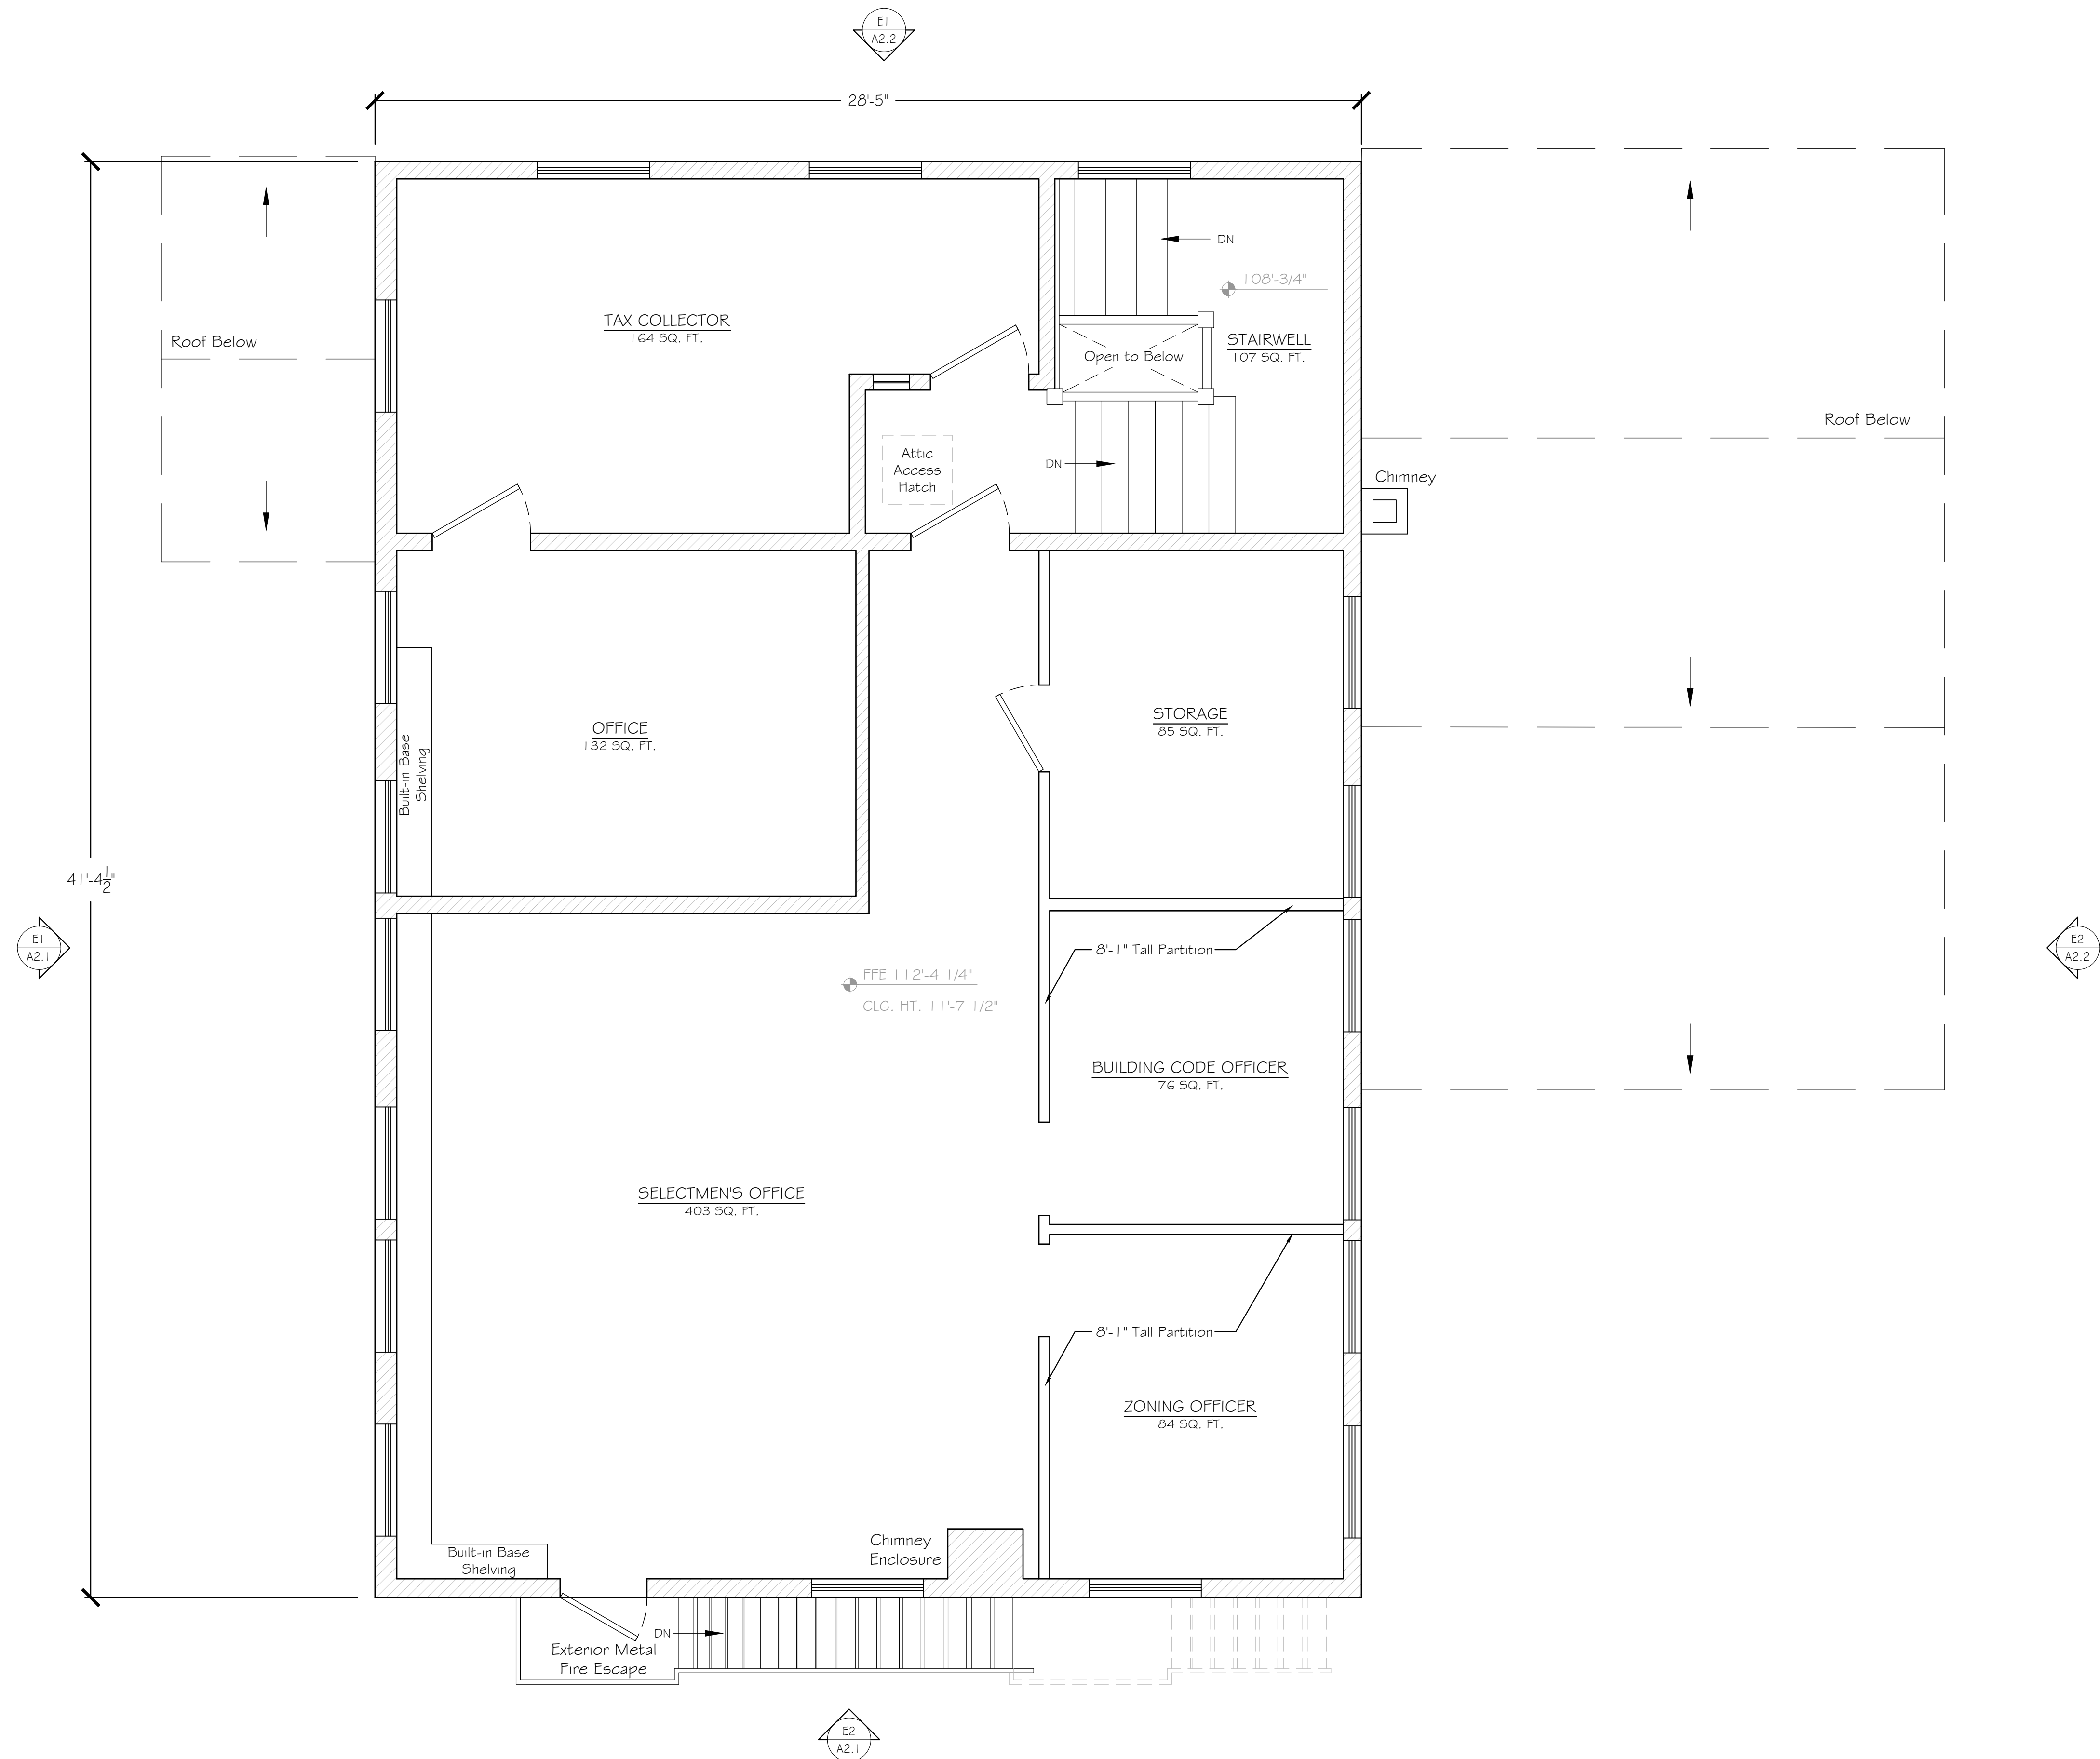 E1
A2.2
28'-5"
DN
108'-3/4"
TAX COLLECTOR
164 SQ. FT.
Roof Below
STAIRWELL
107 SQ. FT.
Open to Below
Roof Below
Attic
Access
Hatch
DN
Chimney
STORAGE
85 SQ. FT.
OFFICE
132 SQ. FT.
Built-in Base
Shelving
41'-4 1/2"
E1
A2.1
8'-1" Tall Partition
E2
A2.2
FFE 112'-4 1/4"
CLG. HT. 11'-7 1/2"
BUILDING CODE OFFICER
76 SQ. FT.
SELECTMEN'S OFFICE
403 SQ. FT.
8'-1" Tall Partition
ZONING OFFICER
84 SQ. FT.
Chimney
Enclosure
Built-in Base
Shelving
DN
Exterior Metal
Fire Escape
E2
A2.1